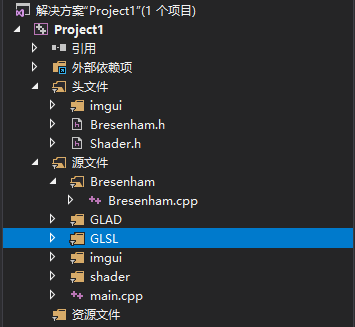 解决方案"Project1"(1 个项目)
Project1
引用
外部依赖项
头文件
imgui
Bresenham.h
Shader.h
源文件
Bresenham
Bresenham.cpp
GLAD
GLSL
imgui
shader
main.cpp
资源文件